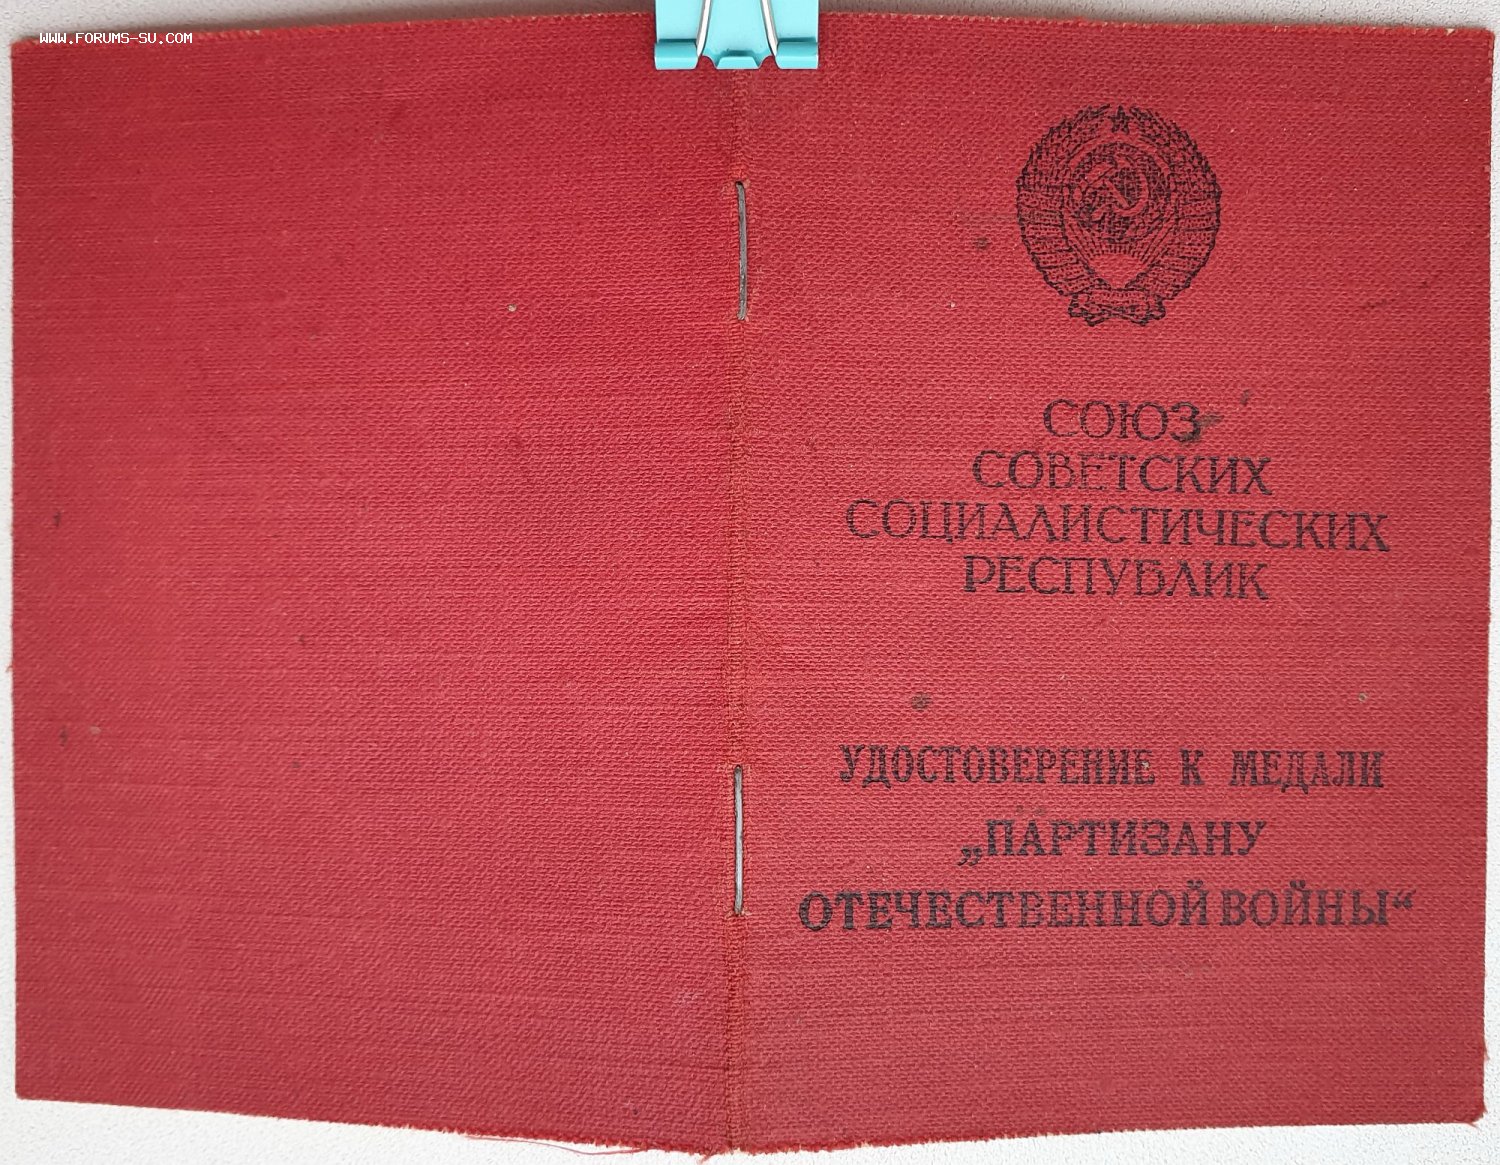 WWW.FORUMS-SU.COM
СОЮЗ
СОВЕТСКИХ
СОЦИАЛИСТИЧЕСКИХ
РЕСПУБЛИК
УДОСТОВЕРЕНИЕ К МЕДАЛИ
„ПАРТИЗАНУ
ОТЕЧЕСТВЕННОЙ ВОЙНЫ“